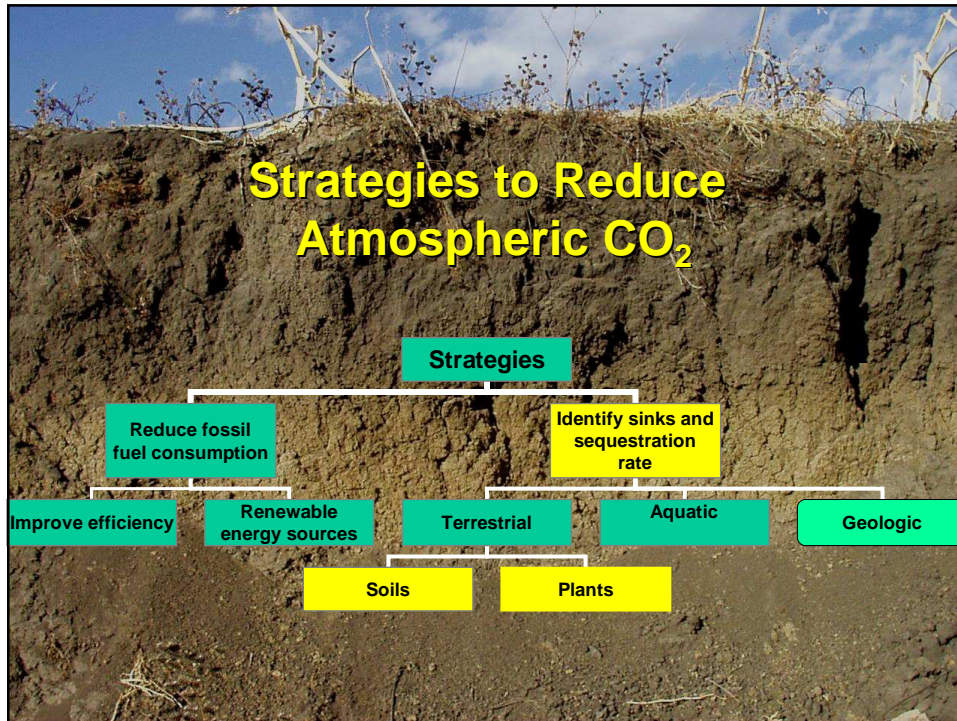 Strategies to Reduce
Atmospheric CO₂
Strategies
Reduce fossil
fuel consumption
Identify sinks and
sequestration
rate
Improve efficiency
Renewable
energy sources
Terrestrial
Aquatic
Geologic
Soils
Plants